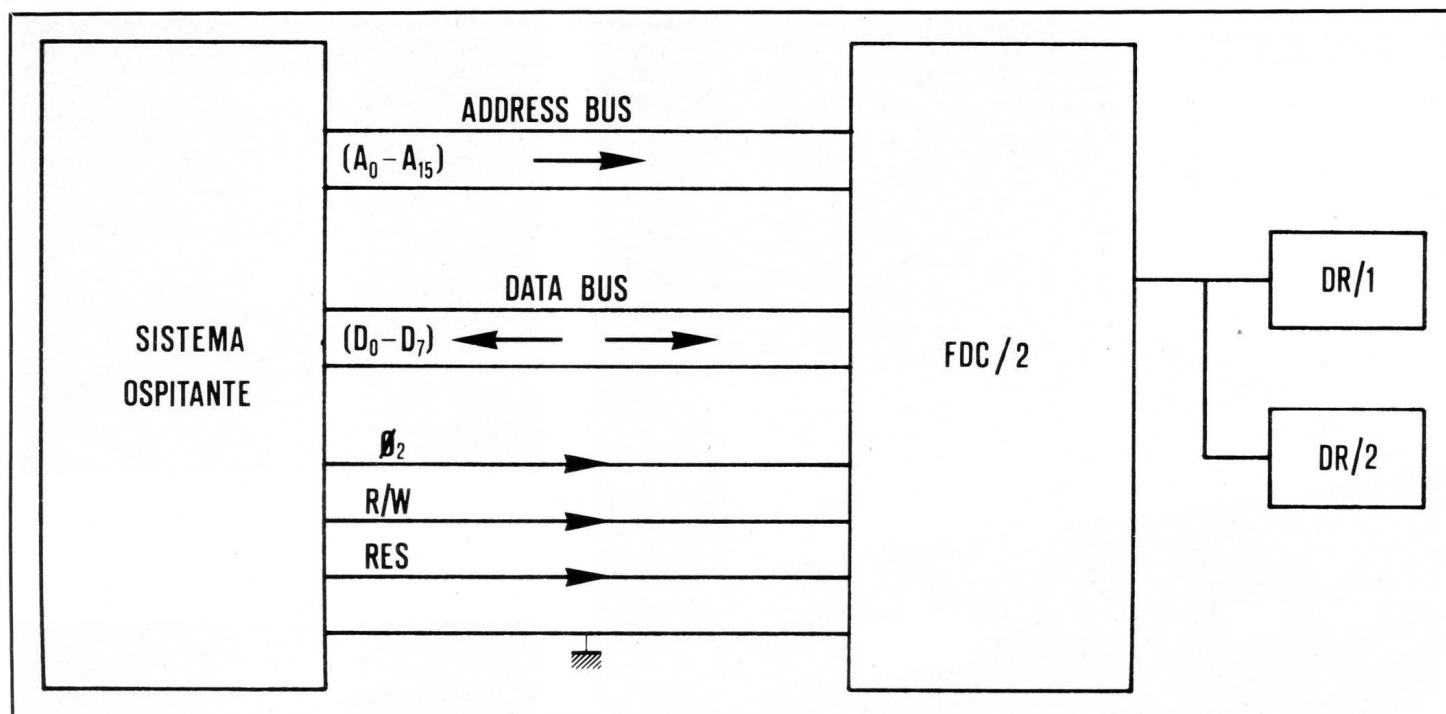 ADDRESS BUS
(A₀–A₁₅)
DATA BUS
(D₀–D₇)
SISTEMA
OSPITANTE
Ø₂
R/W
RES
FDC/2
DR/1
DR/2